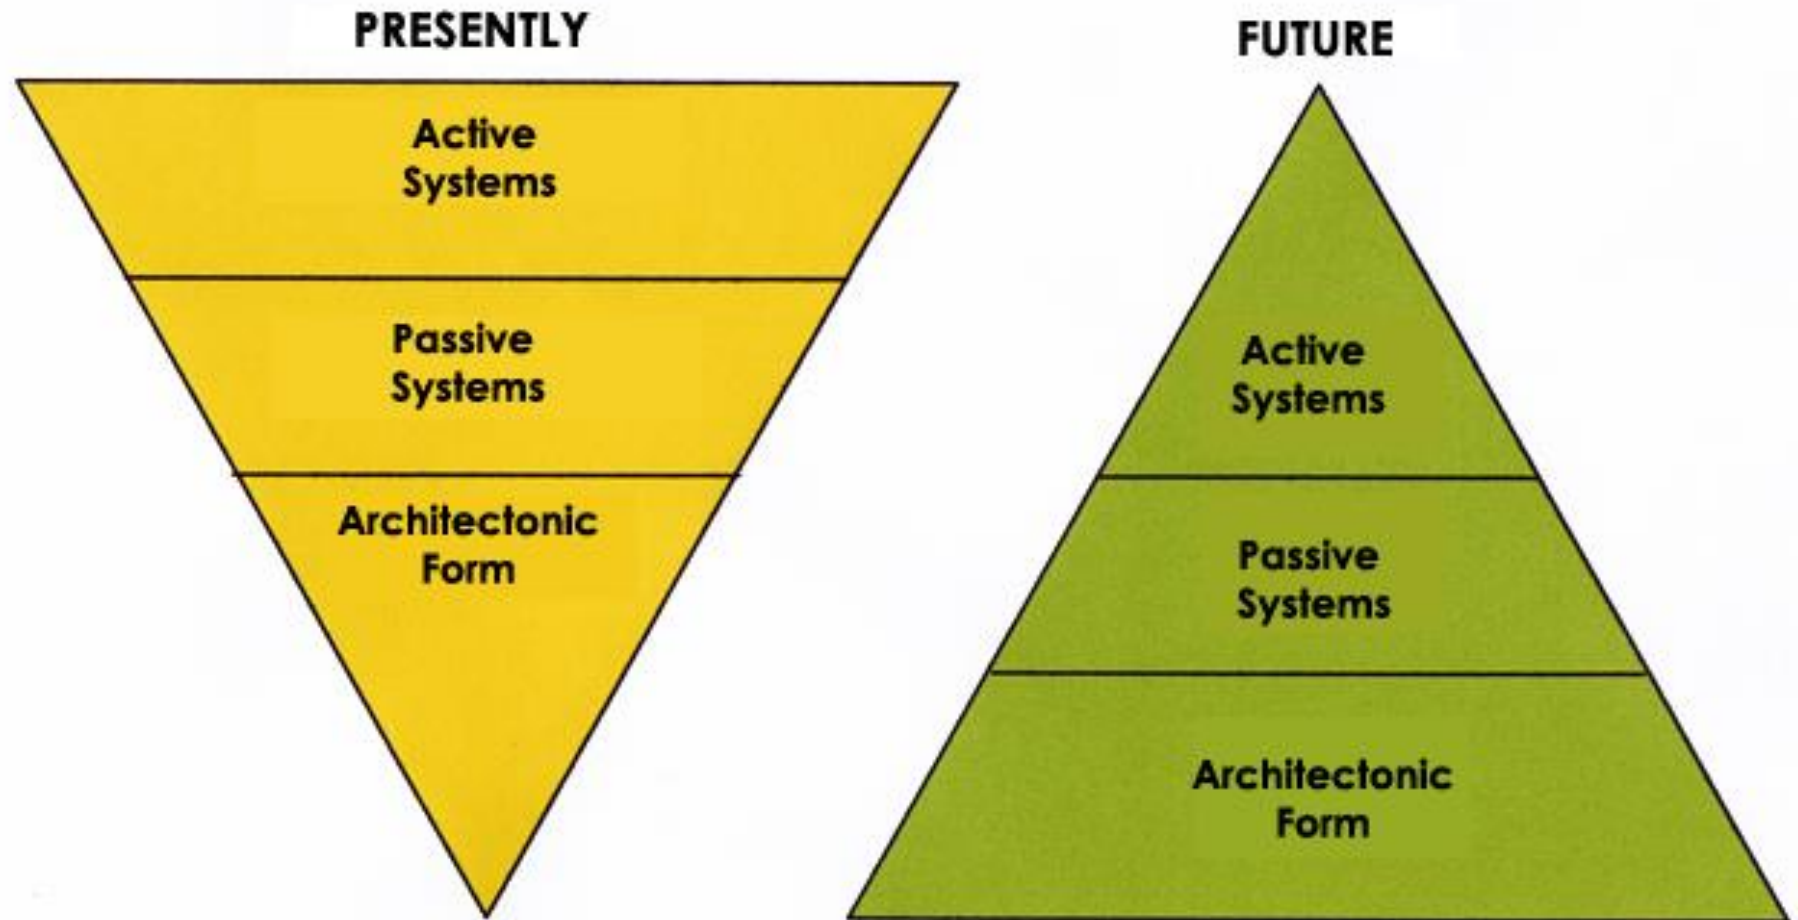 PRESENTLY
Active
Systems
Passive
Systems
Architectonic
Form
FUTURE
Active
Systems
Passive
Systems
Architectonic
Form